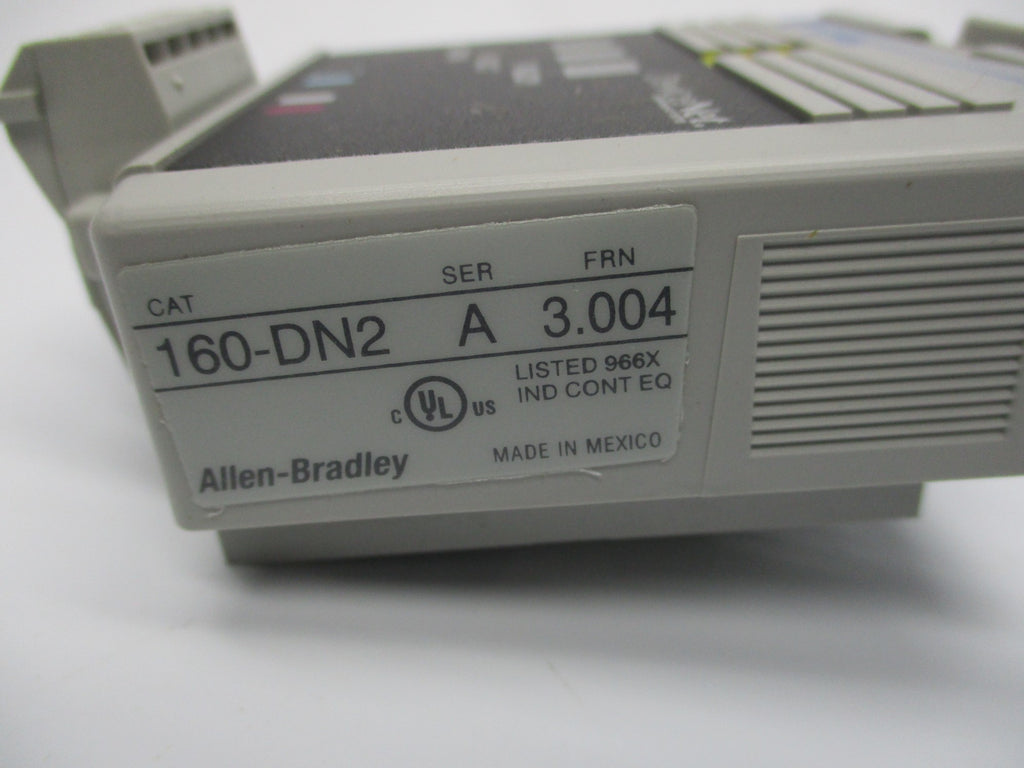 CAT SER FRN
160-DN2 A 3.004
LISTED 966X
IND CONT EQ
C UL US
Allen-Bradley MADE IN MEXICO